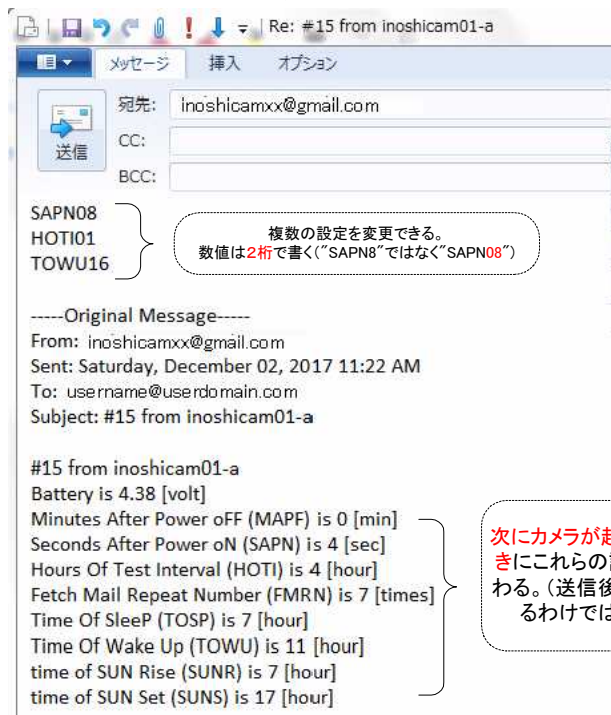 Re: #15 from inoshicam01-a
メッセージ 挿入 オプション
宛先: inoshicamxx@gmail.com
送信
CC:
BCC:
SAPN08
HOTI01
TOWU16
複数の設定を変更できる。
数値は2桁で書く("SAPN8"ではなく"SAPN08")
-----Original Message-----
From: inoshicamxx@gmail.com
Sent: Saturday, December 02, 2017 11:22 AM
To: username@userdomain.com
Subject: #15 from inoshicam01-a
#15 from inoshicam01-a
Battery is 4.38 [volt]
Minutes After Power oFF (MAPF) is 0 [min]
Seconds After Power oN (SAPN) is 4 [sec]
Hours Of Test Interval (HOTI) is 4 [hour]
Fetch Mail Repeat Number (FMRN) is 7 [times]
Time Of SleeP (TOSP) is 7 [hour]
Time Of Wake Up (TOWU) is 11 [hour]
time of SUN Rise (SUNR) is 7 [hour]
time of SUN Set (SUNS) is 17 [hour]
次にカメラが
きにこれらの
わる。(送信後
るわけでは